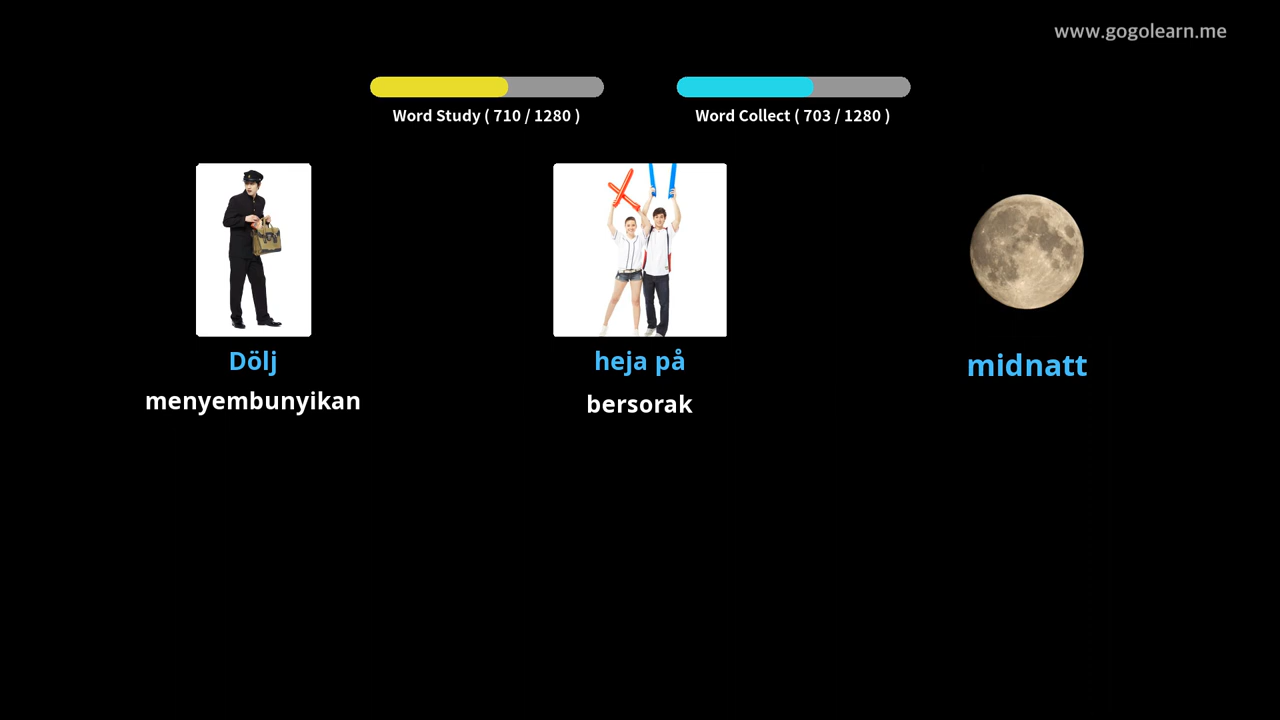 www.gogolearn.me
Word Study ( 710 / 1280 )
Word Collect ( 703 / 1280 )
Dölj
menyembunyikan
heja på
bersorak
midnatt